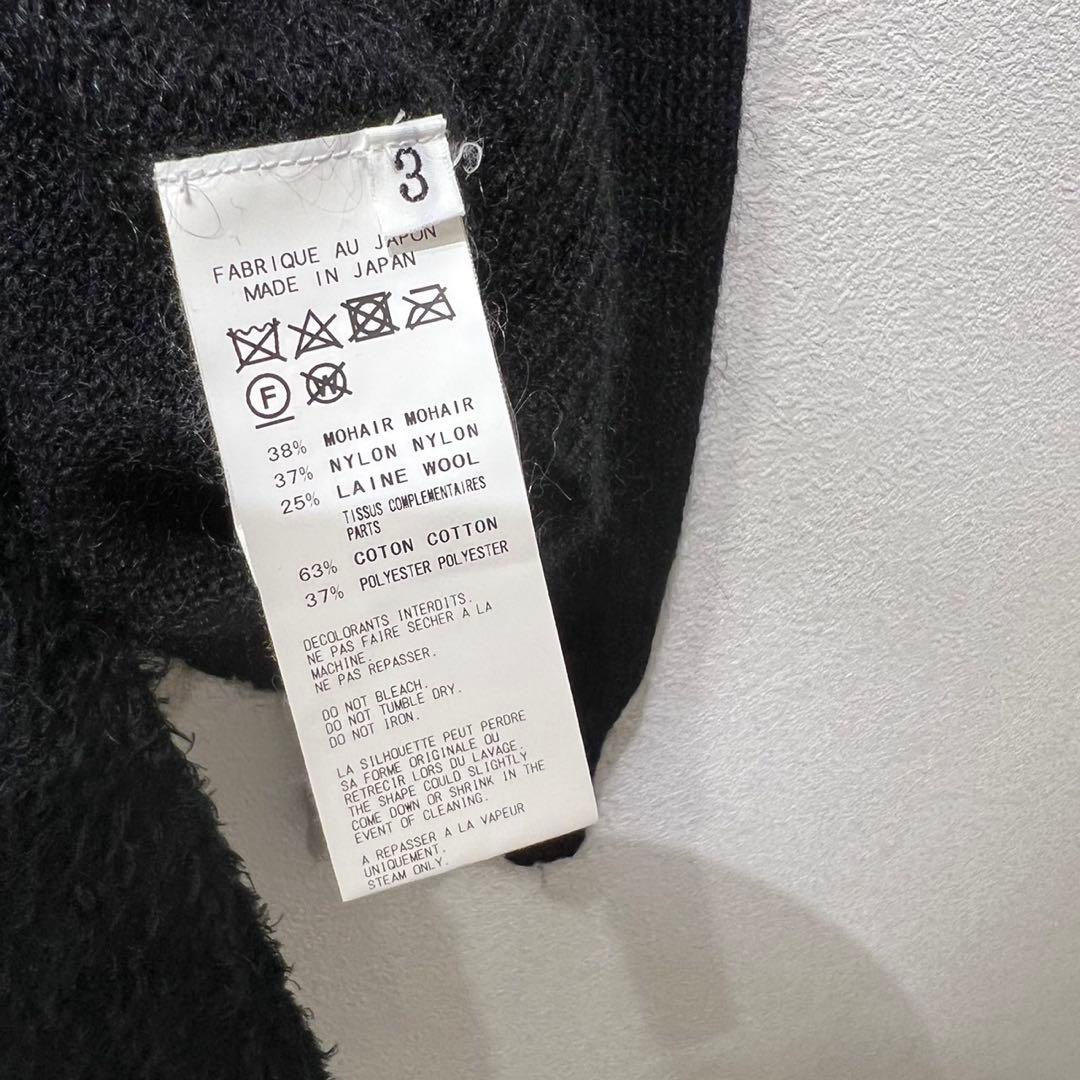 3
FABRIQUE AU JAPON
MADE IN JAPAN
F W
38% MOHAIR MOHAIR
37% NYLON NYLON
25% LAINE WOOL
TISSUS COMPLEMENTAIRES
PARTS
63% COTON COTTON
37% POLYESTER POLYESTER
DECOLORANTS INTERDITS.
NE PAS FAIRE SECHER A LA
MACHINE.
NE PAS REPASSER.
DO NOT BLEACH.
DO NOT TUMBLE DRY.
DO NOT IRON.
LA SILHOUETTE PEUT PERDRE
SA FORME ORIGINALE OU
RETRECIR LORS DU LAVAGE.
THE SHAPE COULD SLIGHTLY
COME DOWN OR SHRINK IN THE
EVENT OF CLEANING.
A REPASSER A LA VAPEUR
UNIQUEMENT.
STEAM ONLY.